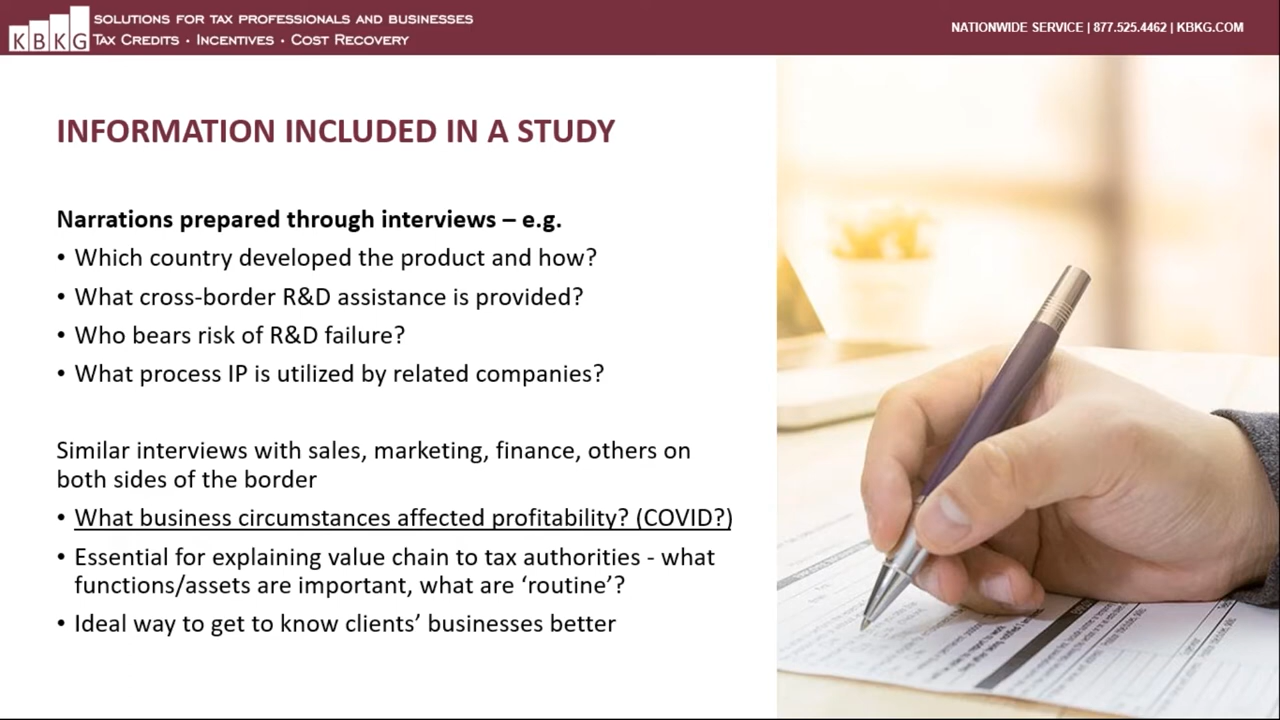 KBKG
SOLUTIONS FOR TAX PROFESSIONALS AND BUSINESSES
TAX CREDITS · INCENTIVES · COST RECOVERY
NATIONWIDE SERVICE | 877.525.4462 | KBKG.COM
INFORMATION INCLUDED IN A STUDY
Narrations prepared through interviews – e.g.
• Which country developed the product and how?
• What cross-border R&D assistance is provided?
• Who bears risk of R&D failure?
• What process IP is utilized by related companies?
Similar interviews with sales, marketing, finance, others on
both sides of the border
• What business circumstances affected profitability? (COVID?)
• Essential for explaining value chain to tax authorities - what
functions/assets are important, what are ‘routine’?
• Ideal way to get to know clients’ businesses better